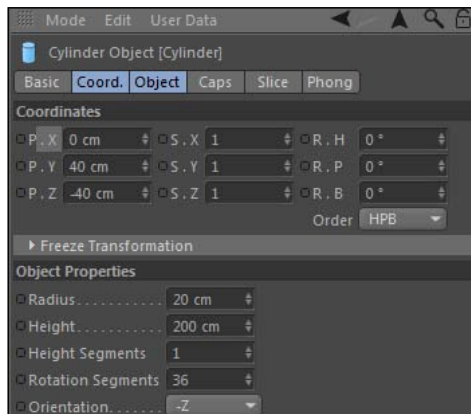 Mode Edit User Data
Cylinder Object [Cylinder]
Basic Coord. Object Caps Slice Phong
Coordinates
P . X 0 cm S . X 1 R . H 0 °
P . Y 40 cm S . Y 1 R . P 0 °
P . Z -40 cm S . Z 1 R . B 0 °
Order HPB
Freeze Transformation
Object Properties
Radius........... 20 cm
Height........... 200 cm
Height Segments 1
Rotation Segments 36
Orientation....... -Z